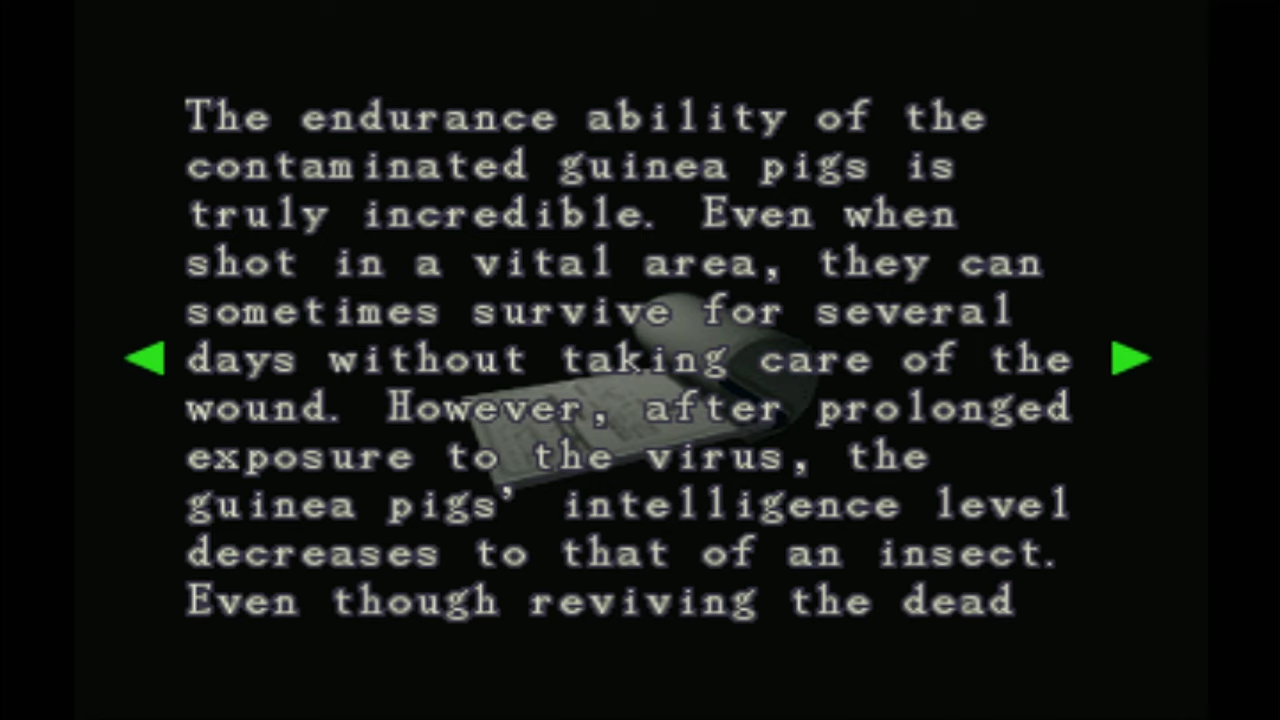 The endurance ability of the
contaminated guinea pigs is
truly incredible. Even when
shot in a vital area, they can
sometimes survive for several
days without taking care of the
wound. However, after prolonged
exposure to the virus, the
guinea pigs’ intelligence level
decreases to that of an insect.
Even though reviving the dead